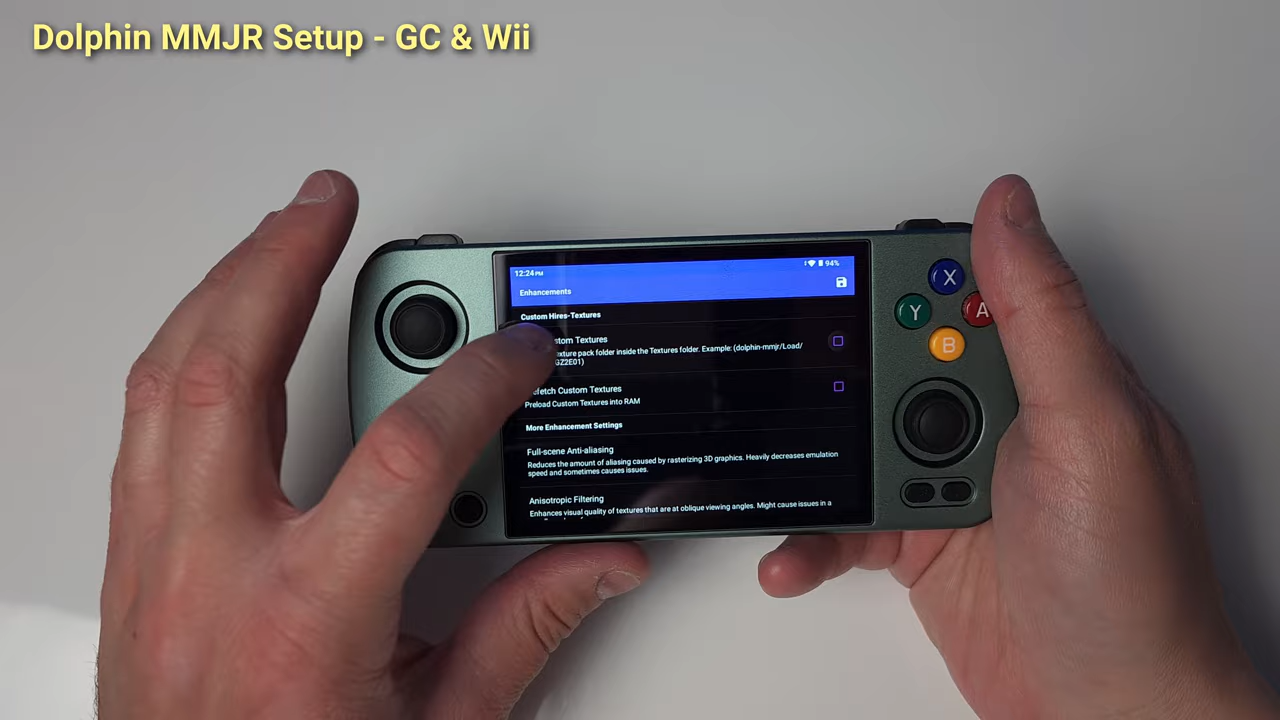 Dolphin MMJR Setup - GC & Wii
12:24 PM
94%
Enhancements
Custom Hires-Textures
Textures
pack folder inside the Textures folder. Example: (dolphin-mmjr/Load/
GZ2E01)
Custom Textures
Preload Custom Textures into RAM
More Enhancement Settings
Full-scene Anti-aliasing
Reduces the amount of aliasing caused by rasterizing 3D graphics. Heavily decreases emulation
speed and sometimes causes issues.
Anisotropic Filtering
Enhances visual quality of textures that are at oblique viewing angles. Might cause issues in a
X
Y
A
B